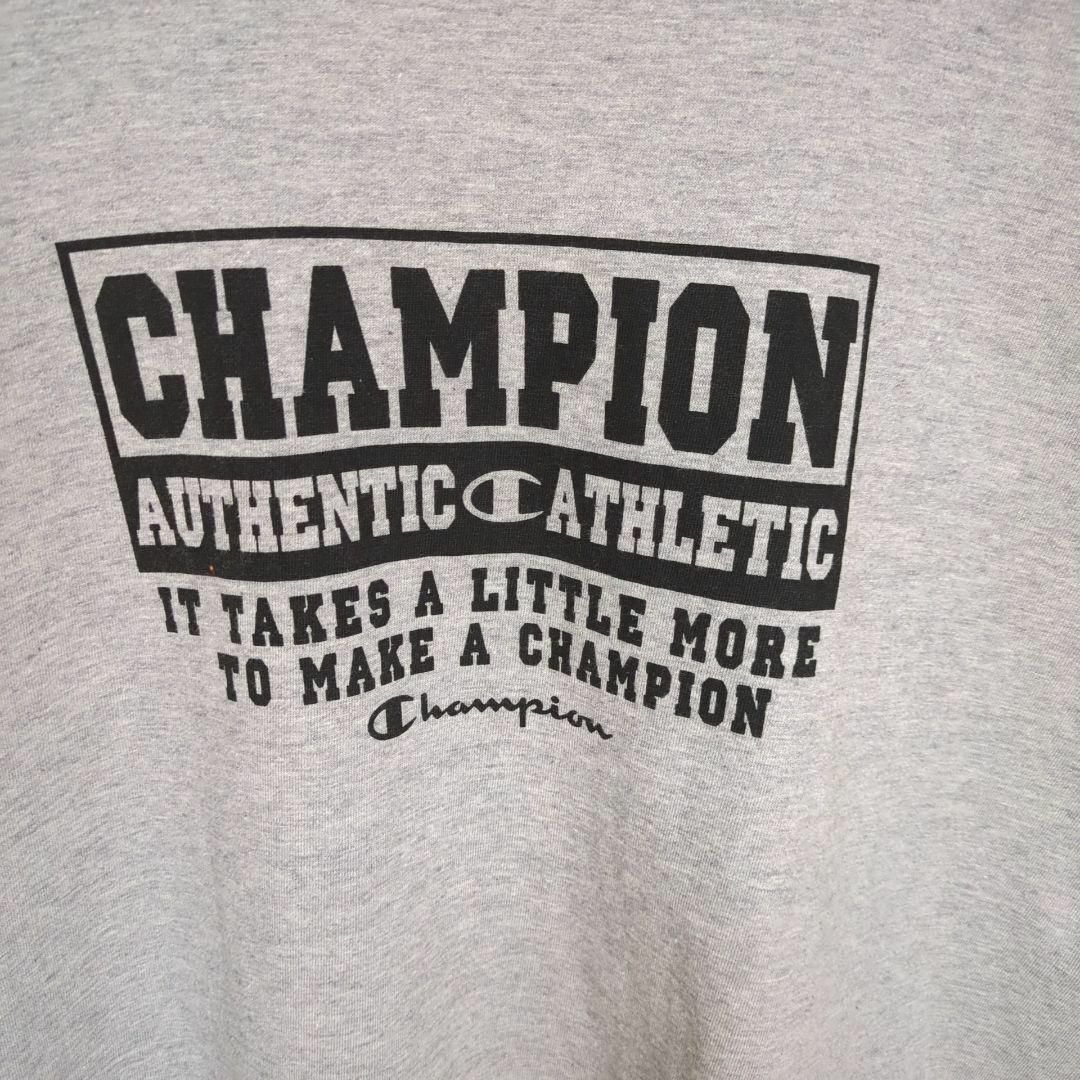 CHAMPION
AUTHENTIC C ATHLETIC
IT TAKES A LITTLE MORE
TO MAKE A CHAMPION
Champion